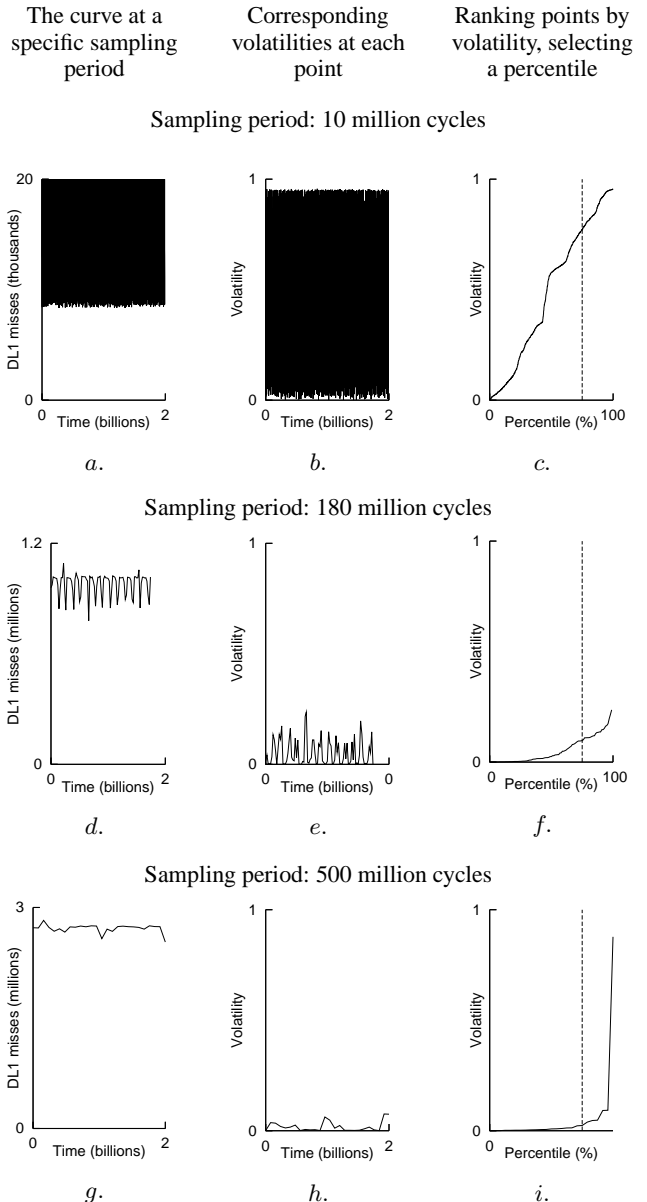 The curve at a
specific sampling
period
Corresponding
volatilities at each
point
Ranking points by
volatility, selecting
a percentile
Sampling period: 10 million cycles
20
DL1 misses (thousands)
0
0
Time (billions)
2
a.
1
Volatility
0
0
Time (billions)
2
b.
1
Volatility
0
0
Percentile (%)
100
c.
Sampling period: 180 million cycles
1.2
DL1 misses (millions)
0
0
Time (billions)
2
d.
1
Volatility
0
0
Time (billions)
0
e.
1
Volatility
0
0
Percentile (%)
100
f.
Sampling period: 500 million cycles
3
DL1 misses (millions)
0
0
Time (billions)
2
g.
1
Volatility
0
0
Time (billions)
2
h.
1
Volatility
0
0
Percentile (%)
i.